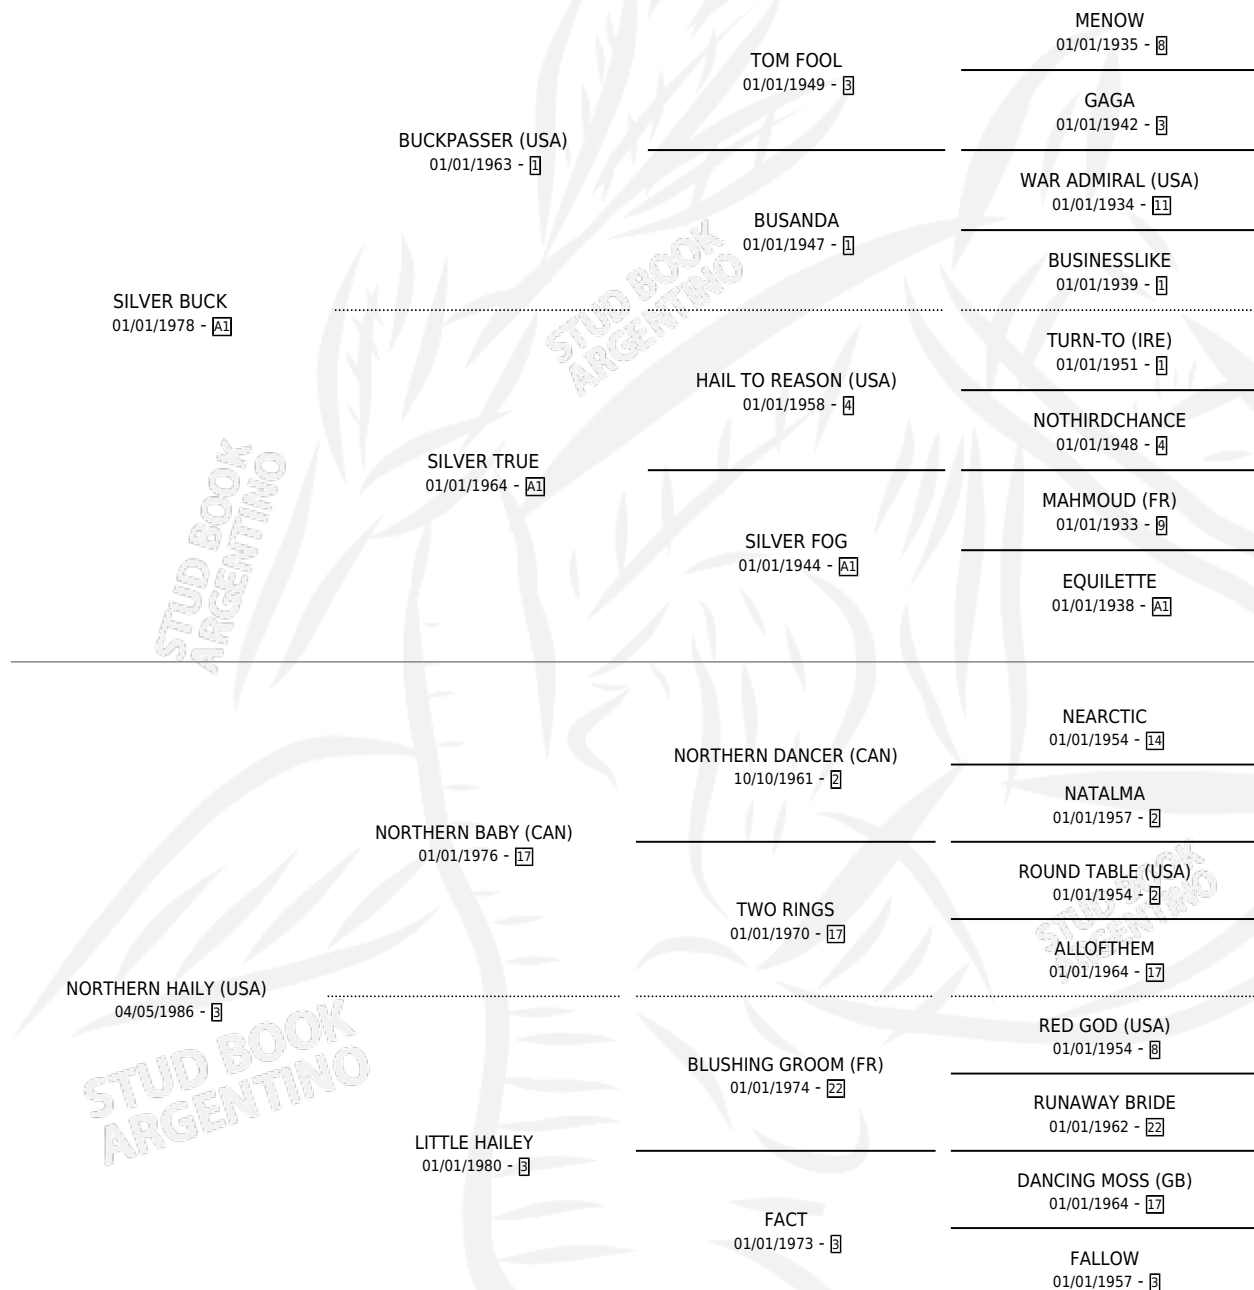 MENOW
01/01/1935 - 8
TOM FOOL
01/01/1949 - 3
GAGA
01/01/1942 - 3
BUCKPASSER (USA)
01/01/1963 - 1
WAR ADMIRAL (USA)
01/01/1934 - 11
BUSANDA
01/01/1947 - 1
BUSINESSLIKE
01/01/1939 - 1
SILVER BUCK
01/01/1978 - A1
TURN-TO (IRE)
01/01/1951 - 1
HAIL TO REASON (USA)
01/01/1958 - 4
NOTHIRDCHANCE
01/01/1948 - 4
SILVER TRUE
01/01/1964 - A1
MAHMOUD (FR)
01/01/1933 - 9
SILVER FOG
01/01/1944 - A1
EQUILETTE
01/01/1938 - A1
NEARCTIC
01/01/1954 - 14
NORTHERN DANCER (CAN)
10/10/1961 - 2
NATALMA
01/01/1957 - 2
NORTHERN BABY (CAN)
01/01/1976 - 17
ROUND TABLE (USA)
01/01/1954 - 2
TWO RINGS
01/01/1970 - 17
ALLOFTHEM
01/01/1964 - 17
NORTHERN HAILY (USA)
04/05/1986 - 3
RED GOD (USA)
01/01/1954 - 8
BLUSHING GROOM (FR)
01/01/1974 - 22
RUNAWAY BRIDE
01/01/1962 - 22
LITTLE HAILEY
01/01/1980 - 3
DANCING MOSS (GB)
01/01/1964 - 17
FACT
01/01/1973 - 3
FALLOW
01/01/1957 - 3
STUD BOOK
ARGENTINO
STUD BOOK
ARGENTINO
STUD BOOK
ARGENTINO
STUD BOOK
ARGENTINO